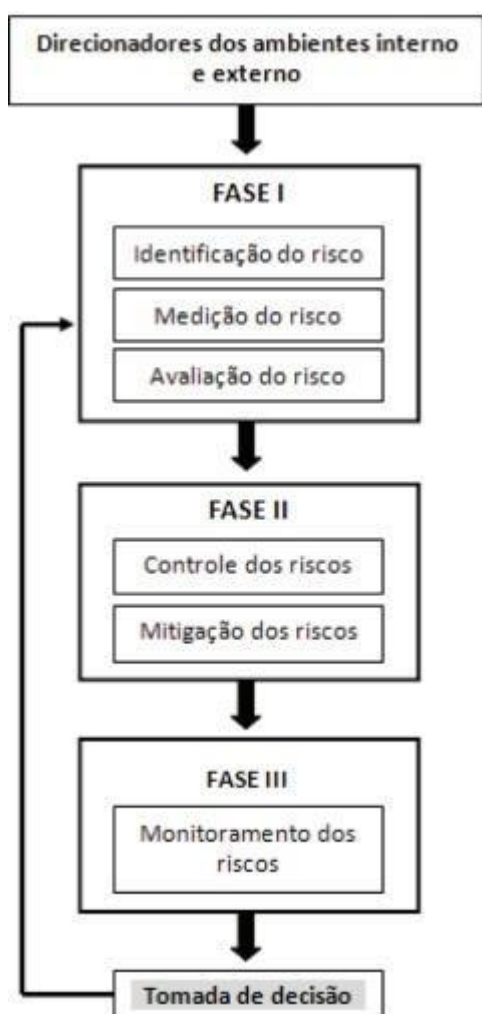 Direcionadores dos ambientes interno
e externo
FASE I
Identificação do risco
Medição do risco
Avaliação do risco
FASE II
Controle dos riscos
Mitigação dos riscos
FASE III
Monitoramento dos
riscos
Tomada de decisão